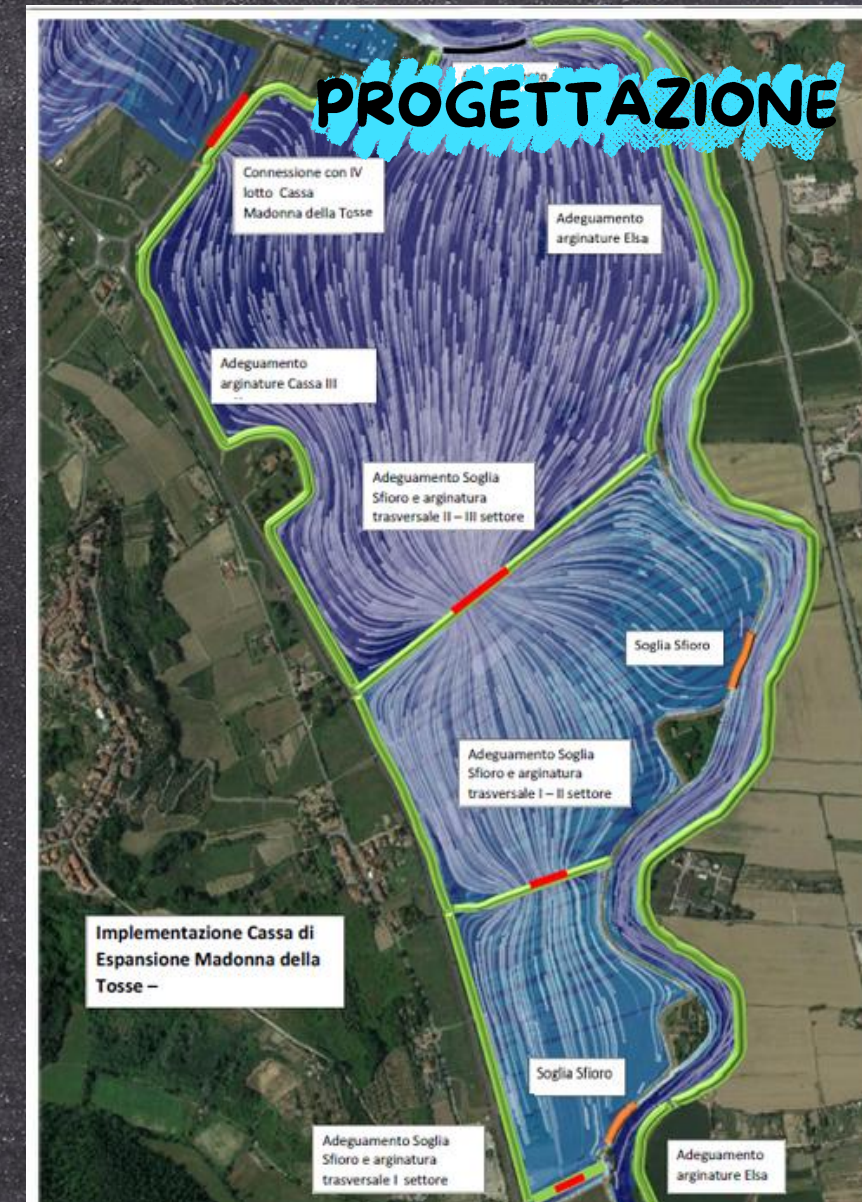 PROGETTAZIONE
Connessione con IV
lotto Cassa
Madonna della Tosse
Adeguamento
arginature Elsa
Adeguamento
arginature Cassa III
Adeguamento Soglia
Sfioro e arginatura
trasversale II – III settore
Soglia Sfioro
Adeguamento Soglia
Sfioro e arginatura
trasversale I – II settore
Implementazione Cassa di
Espansione Madonna della
Tosse –
Soglia Sfioro
Adeguamento Soglia
Sfioro e arginatura
trasversale I settore
Adeguamento
arginature Elsa